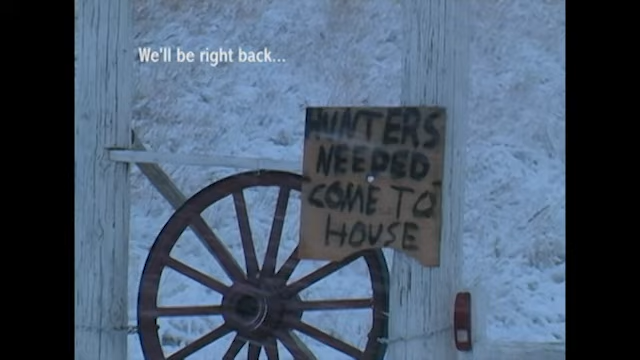 We'll be right back...
HUNTERS
NEEDED
COME TO
HOUSE